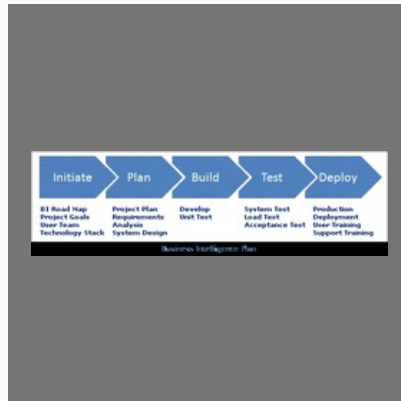 Initiate
Plan
Build
Test
Deploy
BI Road Map
Project Goals
User Team
Technology Stack
Project Plan
Requirements
Analysis
System Design
Develop
Unit Test
System Test
Load Test
Acceptance Test
Production
Deployment
User Training
Support Training
Business Intelligence Plan